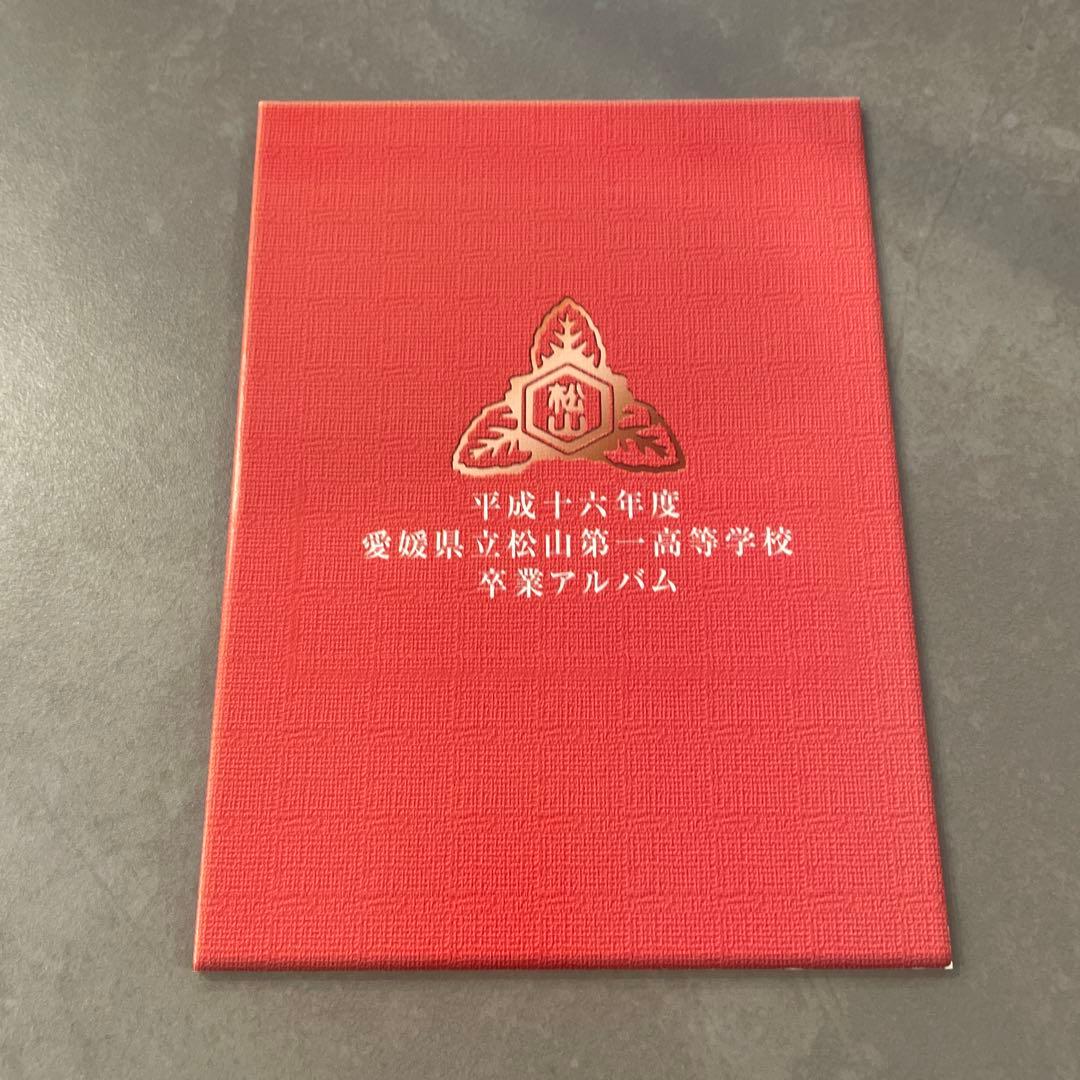 松山
平成十六年度
愛媛県立松山第一高等学校
卒業アルバム